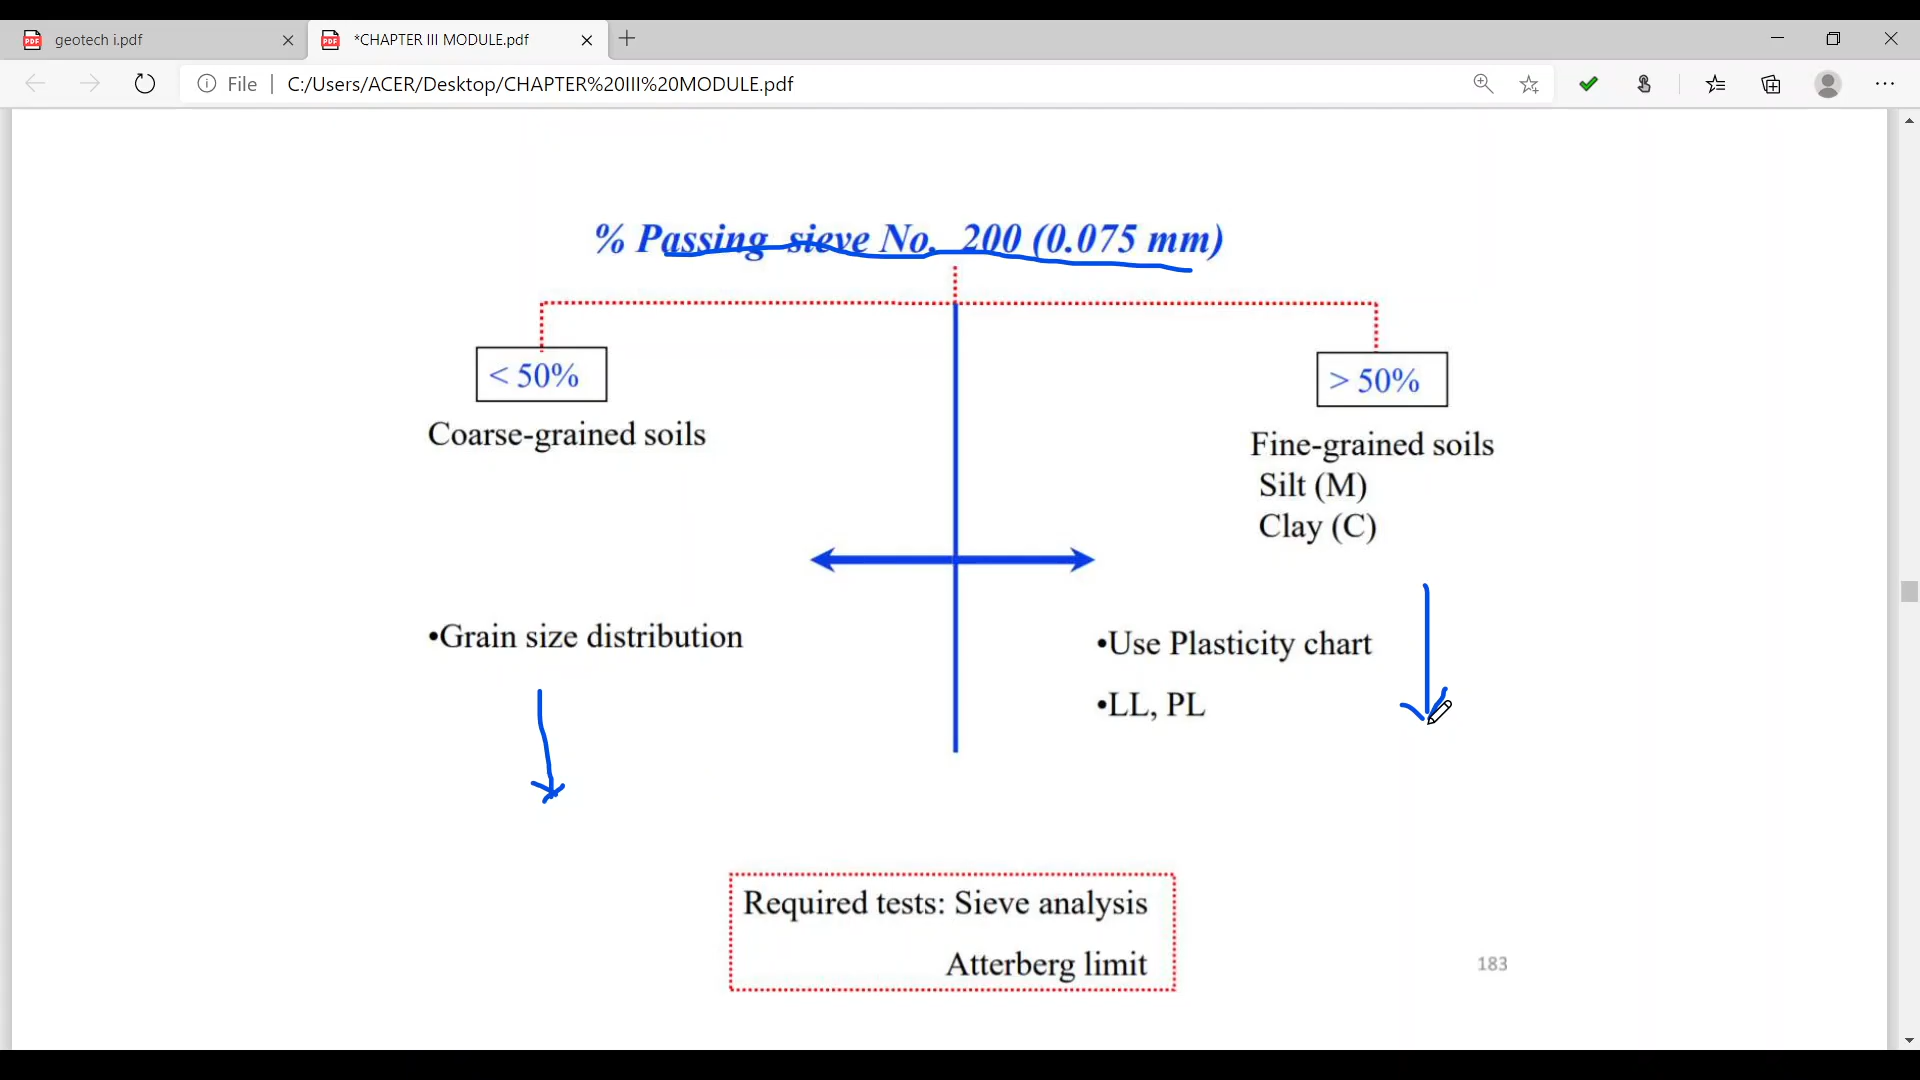 geotech i.pdf
*CHAPTER III MODULE.pdf
File
C:/Users/ACER/Desktop/CHAPTER%20III%20MODULE.pdf
% Passing sieve No. 200 (0.075 mm)
< 50%
Coarse-grained soils
•Grain size distribution
> 50%
Fine-grained soils
Silt (M)
Clay (C)
•Use Plasticity chart
•LL, PL
Required tests: Sieve analysis
Atterberg limit
183